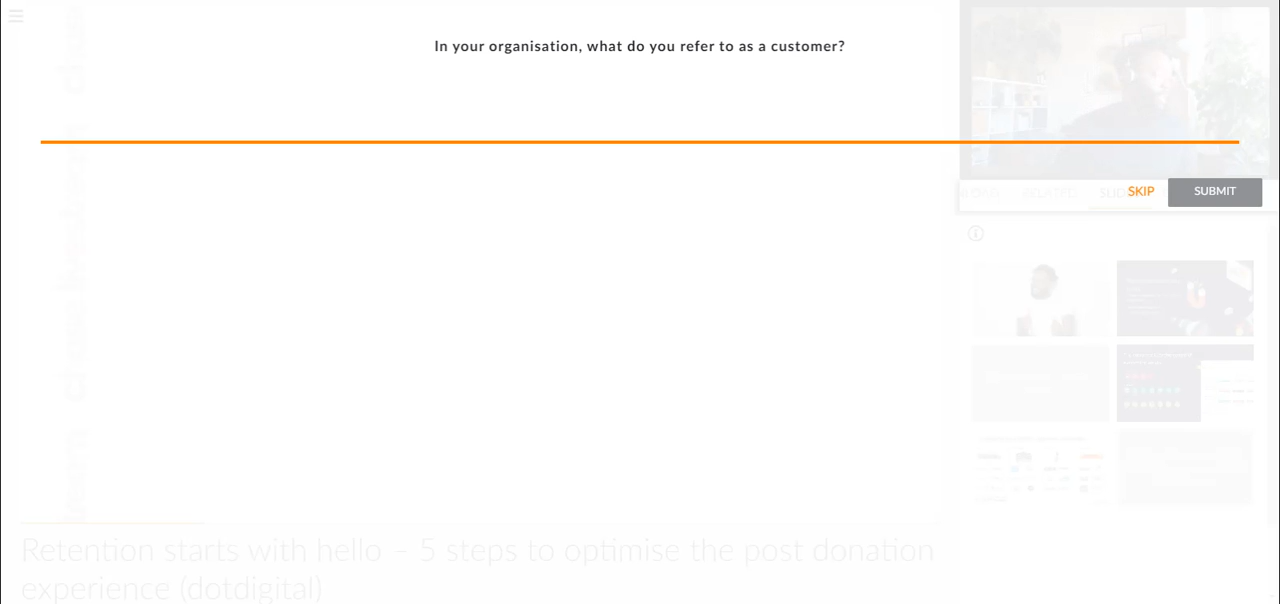 In your organisation, what do you refer to as a customer?
RELATED
SKIP
SUBMIT
Retention starts with hello – 5 steps to optimise the post donation
experience (dotdigital)